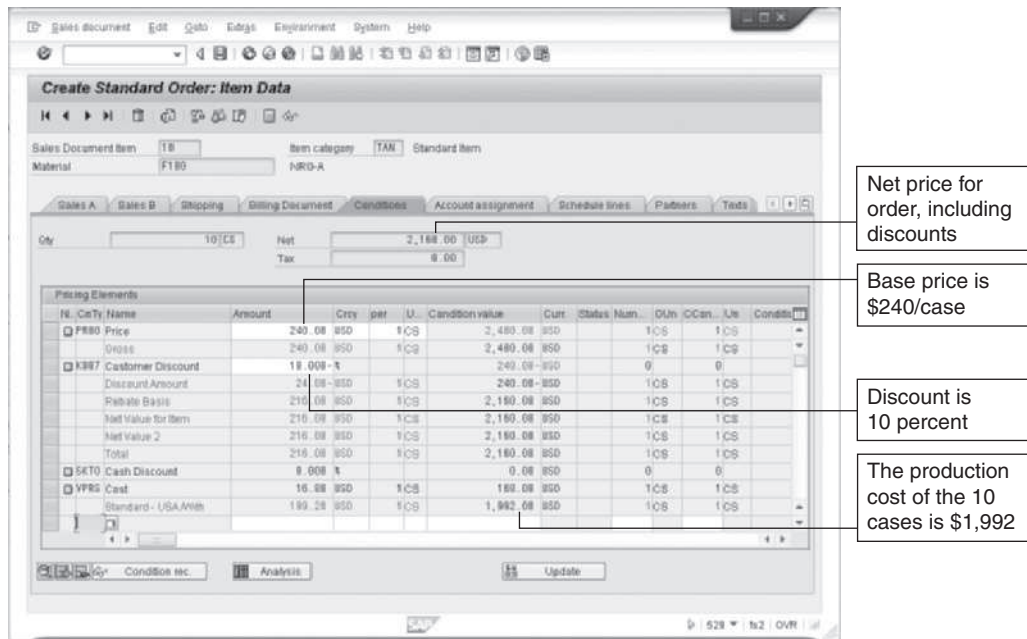 Sales document Edit Goto Extras Environment System Help
Create Standard Order: Item Data
Sales Document Item 10 Item category TAN Standard Item
Material F100 NRG-A
Sales A Sales B Shipping Billing Document Conditions Account assignment Schedule lines Partners Texts
Qty 10 CS Net USD
Tax 0.00
Pricing Elements
N.. CnTy Name Amount Crcy per U... Condition value Curr. Status Num... OUn CCon... Un Conditi
PR00 Price 240.00 USD 1 CS 2,400.00 USD 1 CS 1 CS
Gross 240.00 USD 1 CS 2,400.00 USD 1 CS 1 CS
K007 Customer Discount 10.000- % 240.00- USD 0 0
Discount Amount 24.00- USD 1 CS 240.00- USD 1 CS 1 CS
Rebate Basis 216.00 USD 1 CS 2,160.00 USD 1 CS 1 CS
Net Value for Item 216.00 USD 1 CS 2,160.00 USD 1 CS 1 CS
Net Value 2 216.00 USD 1 CS 2,160.00 USD 1 CS 1 CS
Total 216.00 USD 1 CS 2,160.00 USD 1 CS 1 CS
SKTO Cash Discount 0.000 % 0.00 USD 0 0
VPRS Cost USD 1 CS USD 1 CS 1 CS
USD 1 CS 1,992.00 USD 1 CS 1 CS
Condition rec. Analysis Update
SAP
OVR
Net price for
order, including
discounts
Base price is
$240/case
Discount is
10 percent
The production
cost of the 10
cases is $1,992